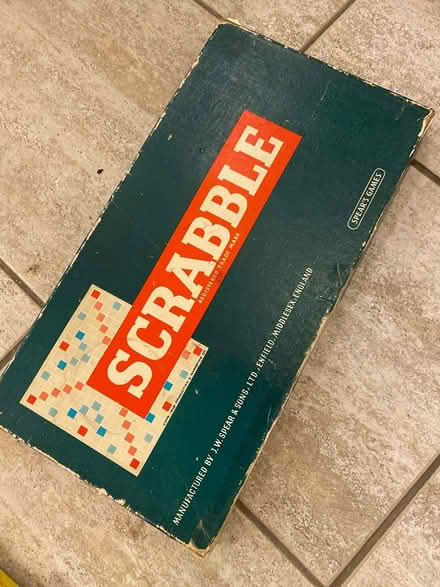 SCRABBLE
REGISTERED TRADE MARK
SPEAR'S GAMES
MANUFACTURED BY J.W. SPEAR & SONS, LTD., ENFIELD, MIDDLESEX, ENGLAND